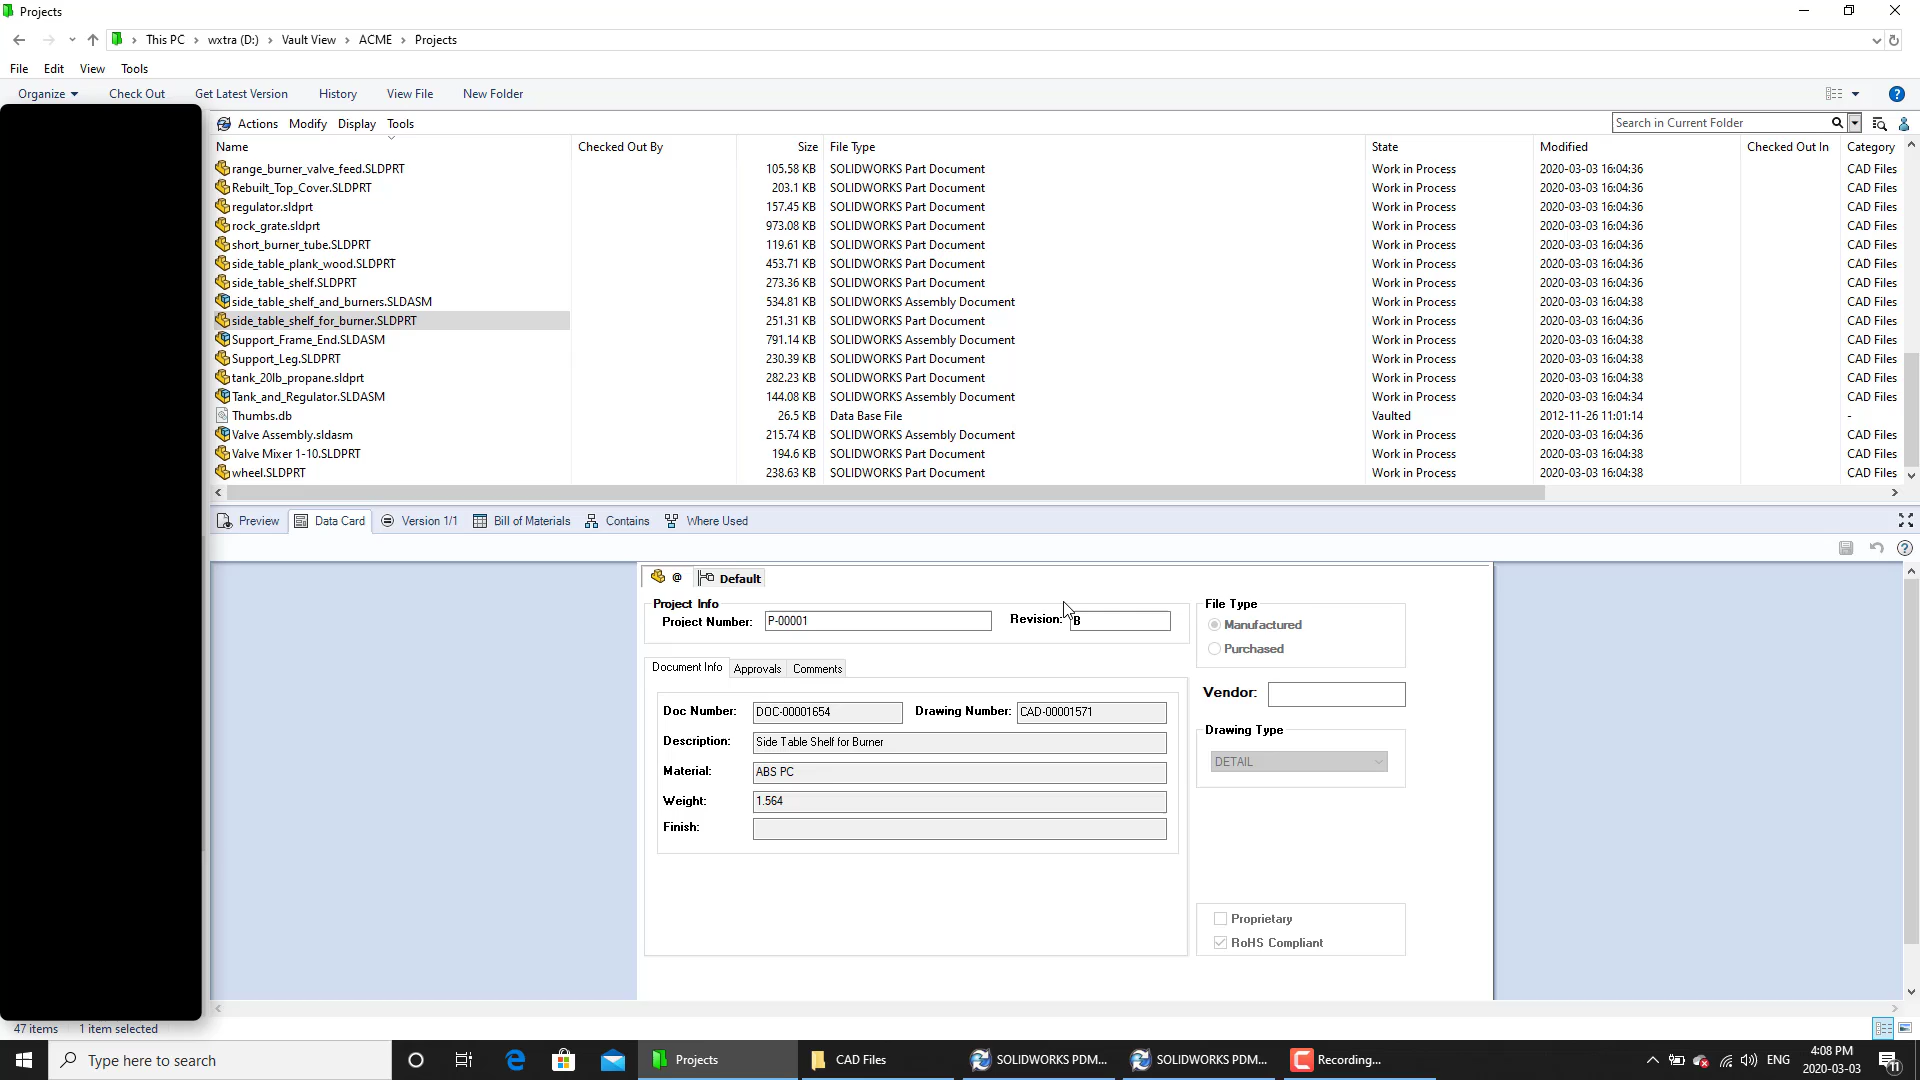 Projects
This PC > wxtra (D:) > Vault View > ACME > Projects
File Edit View Tools
Organize Check Out Get Latest Version History View File New Folder
Actions Modify Display Tools Search in Current Folder
Name Checked Out By Size File Type State Modified Checked Out In Category
range_burner_valve_feed.SLDPRT 105.58 KB SOLIDWORKS Part Document Work in Process 2020-03-03 16:04:36 CAD Files
Rebuilt_Top_Cover.SLDPRT 203.1 KB SOLIDWORKS Part Document Work in Process 2020-03-03 16:04:36 CAD Files
regulator.sldprt 157.45 KB SOLIDWORKS Part Document Work in Process 2020-03-03 16:04:36 CAD Files
rock_grate.sldprt 973.08 KB SOLIDWORKS Part Document Work in Process 2020-03-03 16:04:36 CAD Files
short_burner_tube.SLDPRT 119.61 KB SOLIDWORKS Part Document Work in Process 2020-03-03 16:04:36 CAD Files
side_table_plank_wood.SLDPRT 453.71 KB SOLIDWORKS Part Document Work in Process 2020-03-03 16:04:36 CAD Files
side_table_shelf.SLDPRT 273.36 KB SOLIDWORKS Part Document Work in Process 2020-03-03 16:04:36 CAD Files
side_table_shelf_and_burners.SLDASM 534.81 KB SOLIDWORKS Assembly Document Work in Process 2020-03-03 16:04:38 CAD Files
side_table_shelf_for_burner.SLDPRT 251.31 KB SOLIDWORKS Part Document Work in Process 2020-03-03 16:04:36 CAD Files
Support_Frame_End.SLDASM 791.14 KB SOLIDWORKS Assembly Document Work in Process 2020-03-03 16:04:38 CAD Files
Support_Leg.SLDPRT 230.39 KB SOLIDWORKS Part Document Work in Process 2020-03-03 16:04:38 CAD Files
tank_20lb_propane.sldprt 282.23 KB SOLIDWORKS Part Document Work in Process 2020-03-03 16:04:38 CAD Files
Tank_and_Regulator.SLDASM 144.08 KB SOLIDWORKS Assembly Document Work in Process 2020-03-03 16:04:34 CAD Files
Thumbs.db 26.5 KB Data Base File Vaulted 2012-11-26 11:01:14 -
Valve Assembly.sldasm 215.74 KB SOLIDWORKS Assembly Document Work in Process 2020-03-03 16:04:36 CAD Files
Valve Mixer 1-10.SLDPRT 194.6 KB SOLIDWORKS Part Document Work in Process 2020-03-03 16:04:38 CAD Files
wheel.SLDPRT 238.63 KB SOLIDWORKS Part Document Work in Process 2020-03-03 16:04:38 CAD Files
Preview Data Card Version 1/1 Bill of Materials Contains Where Used
@ Default
Project Info File Type
Project Number: P-00001 Revision: B Manufactured
Purchased
Document Info Approvals Comments
Vendor:
Doc Number: DOC-00001654 Drawing Number: CAD-00001571
Drawing Type
Description: Side Table Shelf for Burner
DETAIL
Material: ABS PC
Weight: 1.564
Finish:
Proprietary
RoHS Compliant
47 items 1 item selected
Type here to search Projects CAD Files SOLIDWORKS PDM... SOLIDWORKS PDM... Recording... ENG 4:08 PM
2020-03-03
11